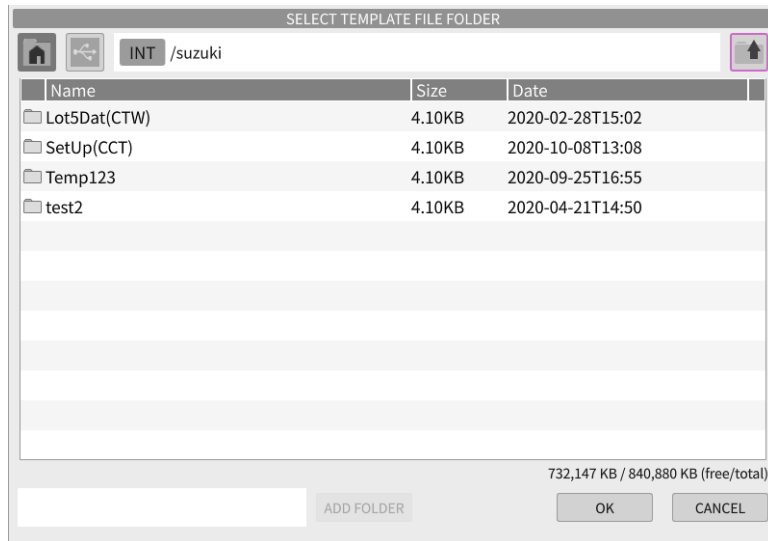 SELECT TEMPLATE FILE FOLDER
INT /suzuki
Name Size Date
Lot5Dat(CTW) 4.10KB 2020-02-28T15:02
SetUp(CCT) 4.10KB 2020-10-08T13:08
Temp123 4.10KB 2020-09-25T16:55
test2 4.10KB 2020-04-21T14:50
732,147 KB / 840,880 KB (free/total)
ADD FOLDER OK CANCEL